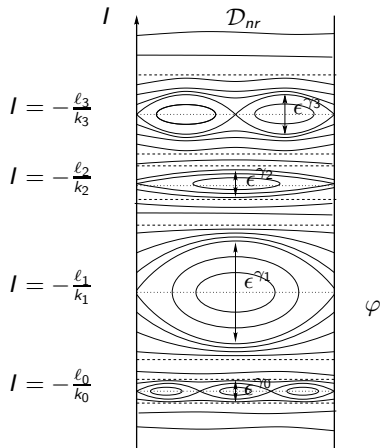 I 𝒟_nr
I = −ℓ₃/k₃ ϵ^γ₃
I = −ℓ₂/k₂ ϵ^γ₂
I = −ℓ₁/k₁ ϵ^γ₁
φ
I = −ℓ₀/k₀ ϵ^γ₀